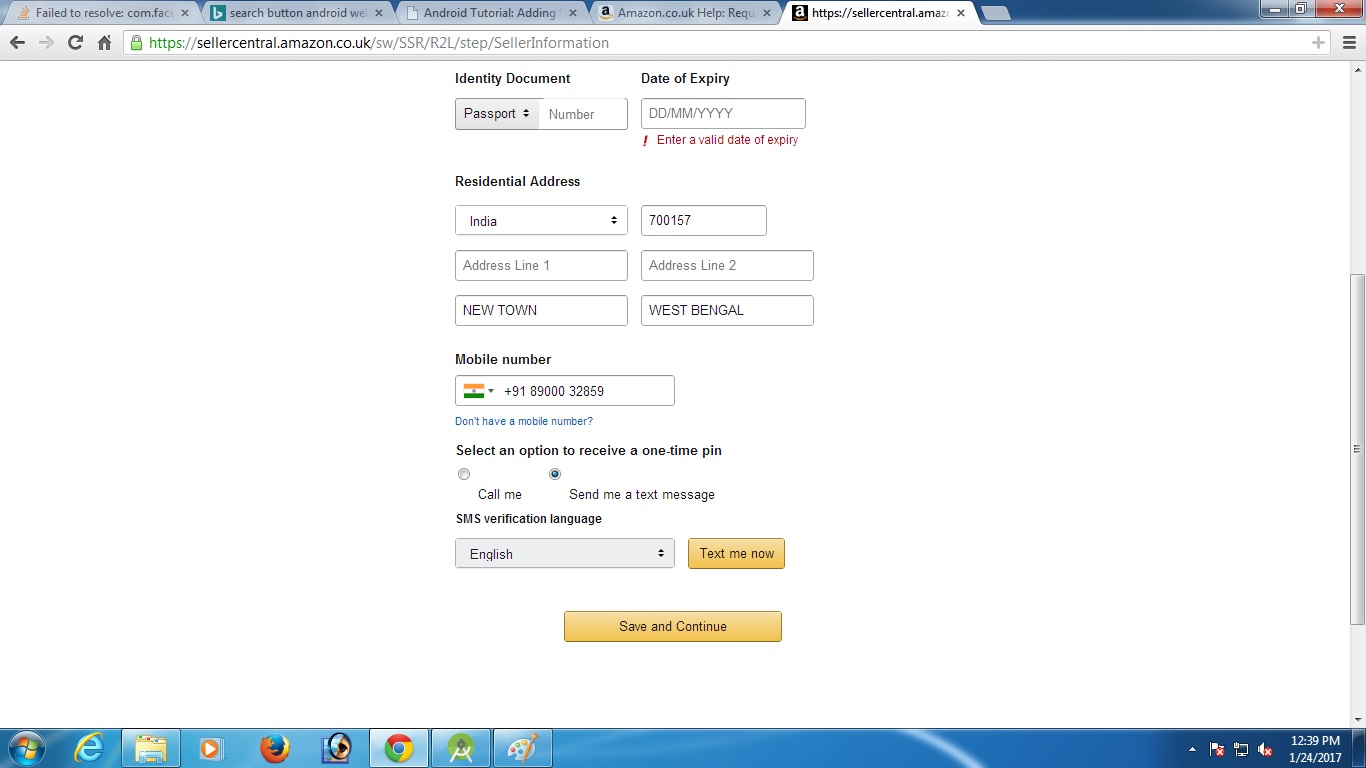 Failed to resolve: com.face
search button android wel
Android Tutorial: Adding
Amazon.co.uk Help: Requ
https://sellercentral.amazo
https://sellercentral.amazon.co.uk/sw/SSR/R2L/step/SellerInformation
Identity Document Date of Expiry
Passport Number DD/MM/YYYY
! Enter a valid date of expiry
Residential Address
India 700157
Address Line 1 Address Line 2
NEW TOWN WEST BENGAL
Mobile number
+91 89000 32859
Don't have a mobile number?
Select an option to receive a one-time pin
Call me Send me a text message
SMS verification language
English Text me now
Save and Continue
12:39 PM
1/24/2017